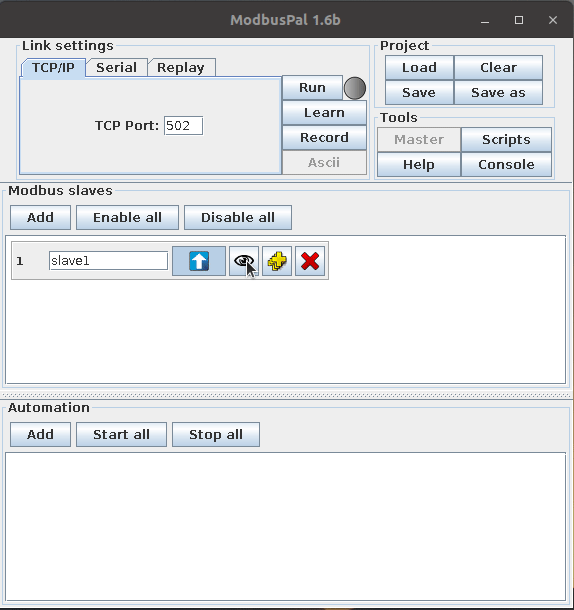 ModbusPal 1.6b
Link settings
TCP/IP Serial Replay
TCP Port: 502
Run
Learn
Record
Ascii
Project
Load Clear
Save Save as
Tools
Master Scripts
Help Console
Modbus slaves
Add Enable all Disable all
1 slave1
Automation
Add Start all Stop all